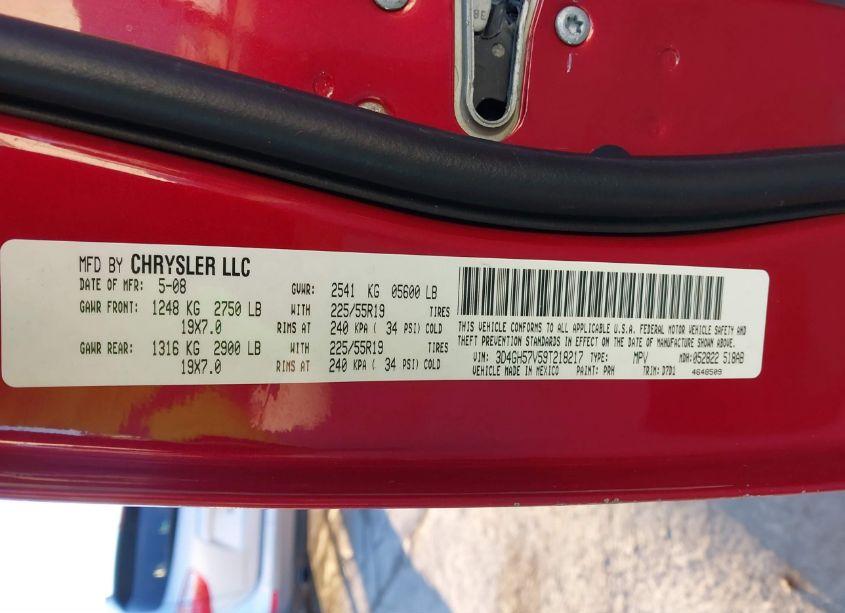 MFD BY CHRYSLER LLC
DATE OF MFR: 5-08 GVWR: 2541 KG 05600 LB
GAWR FRONT: 1248 KG 2750 LB WITH 225/55R19 TIRES
19X7.0 RIMS AT 240 KPA ( 34 PSI) COLD
GAWR REAR: 1316 KG 2900 LB WITH 225/55R19 TIRES
19X7.0 RIMS AT 240 KPA ( 34 PSI) COLD
THIS VEHICLE CONFORMS TO ALL APPLICABLE U.S.A. FEDERAL MOTOR VEHICLE SAFETY AND
THEFT PREVENTION STANDARDS IN EFFECT ON THE DATE OF MANUFACTURE SHOWN ABOVE.
VIN: 3D4GH57V59T218217 TYPE: MPV MDH: 052822 518AB
VEHICLE MADE IN MEXICO PAINT: PRH TRIM: D7D1 4648509